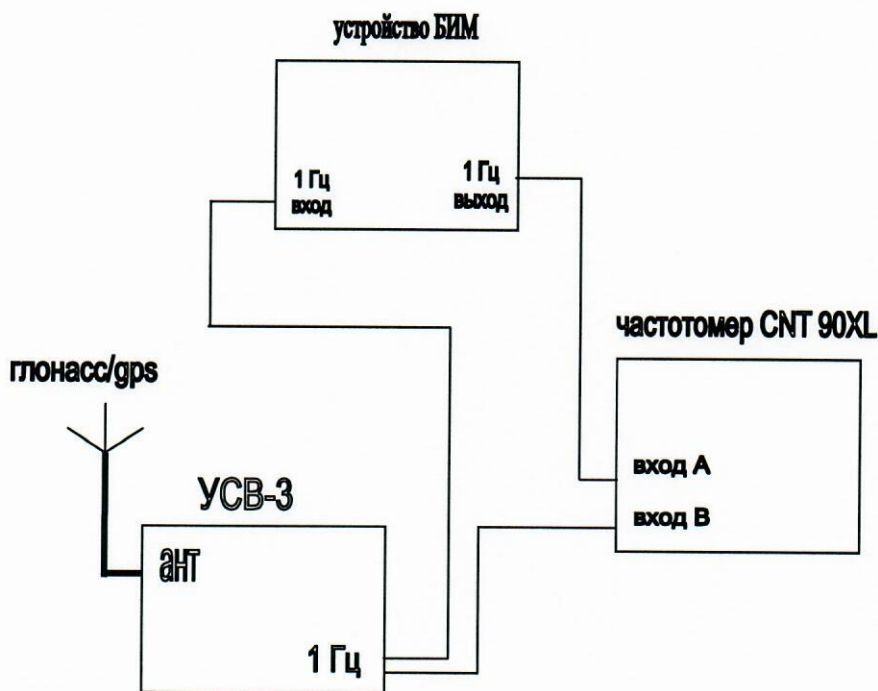 устройство БИМ
1 Гц
вход
1 Гц
выход
частотомер CNT 90XL
вход А
вход В
глонасс/gps
УСВ-3
ант
1 Гц